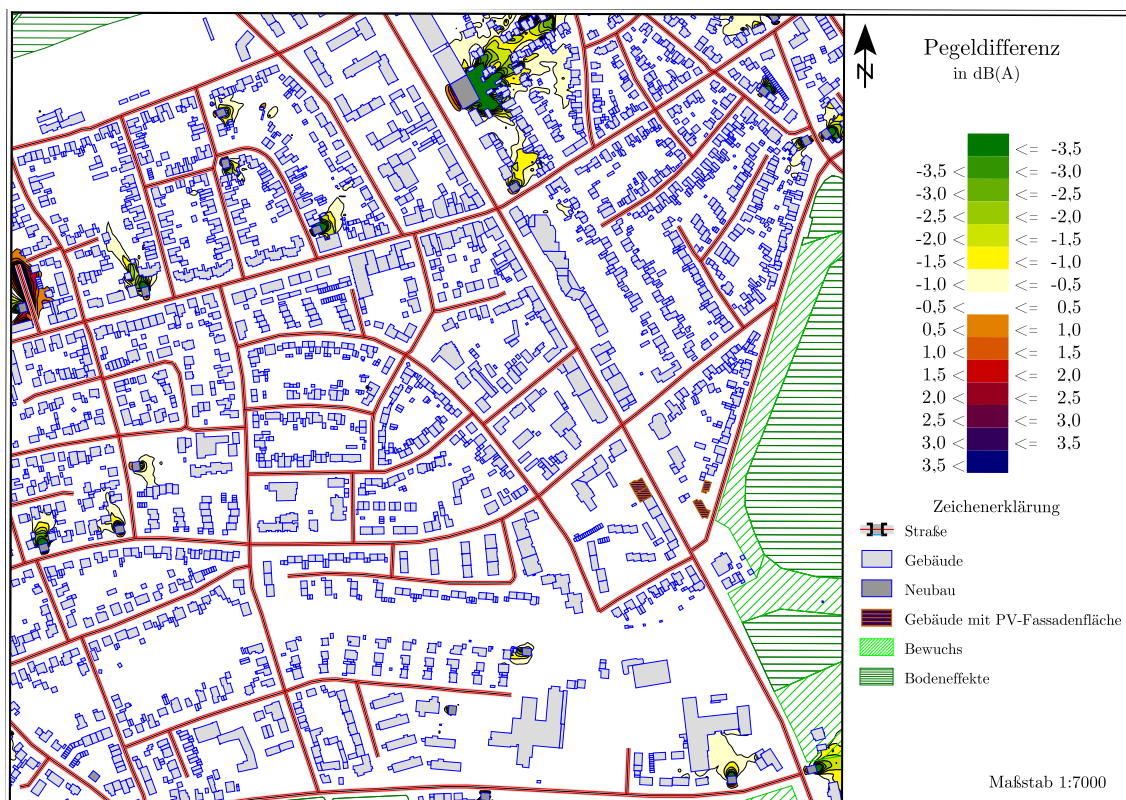 Pegeldifferenz
in dB(A)
N
<= -3.5
-3.5 < <= -3.0
-3.0 < <= -2.5
-2.5 < <= -2.0
-2.0 < <= -1.5
-1.5 < <= -1.0
-1.0 < <= -0.5
-0.5 < <= 0.5
0.5 < <= 1.0
1.0 < <= 1.5
1.5 < <= 2.0
2.0 < <= 2.5
2.5 < <= 3.0
3.0 < <= 3.5
3.5 <
Zeichenerklärung
Straße
Gebäude
Neubau
Gebäude mit PV-Fassadenfläche
Bewuchs
Bodeneffekte
Maßstab 1:7000